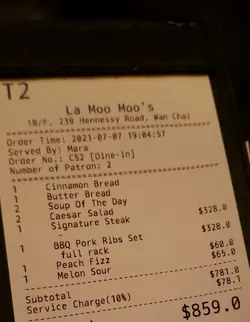 T2
La Moo Moo's
18/F. 239 Hennessy Road, Wan Chai
Order Time: 2021-07-07 19:04:57
Served By: Mara
Order No.: C52 [Dine-in]
Number of Patron: 2
1 Cinnamon Bread
1 Butter Bread
2 Soup Of The Day
2 Caesar Salad
1 Signature Steak $328.0
$328.0
1 BBQ Pork Ribs Set
full rack
1 Peach Fizz $60.0
1 Melon Sour $65.0
Subtotal $781.0
Service Charge(10%) $78.1
$859.0